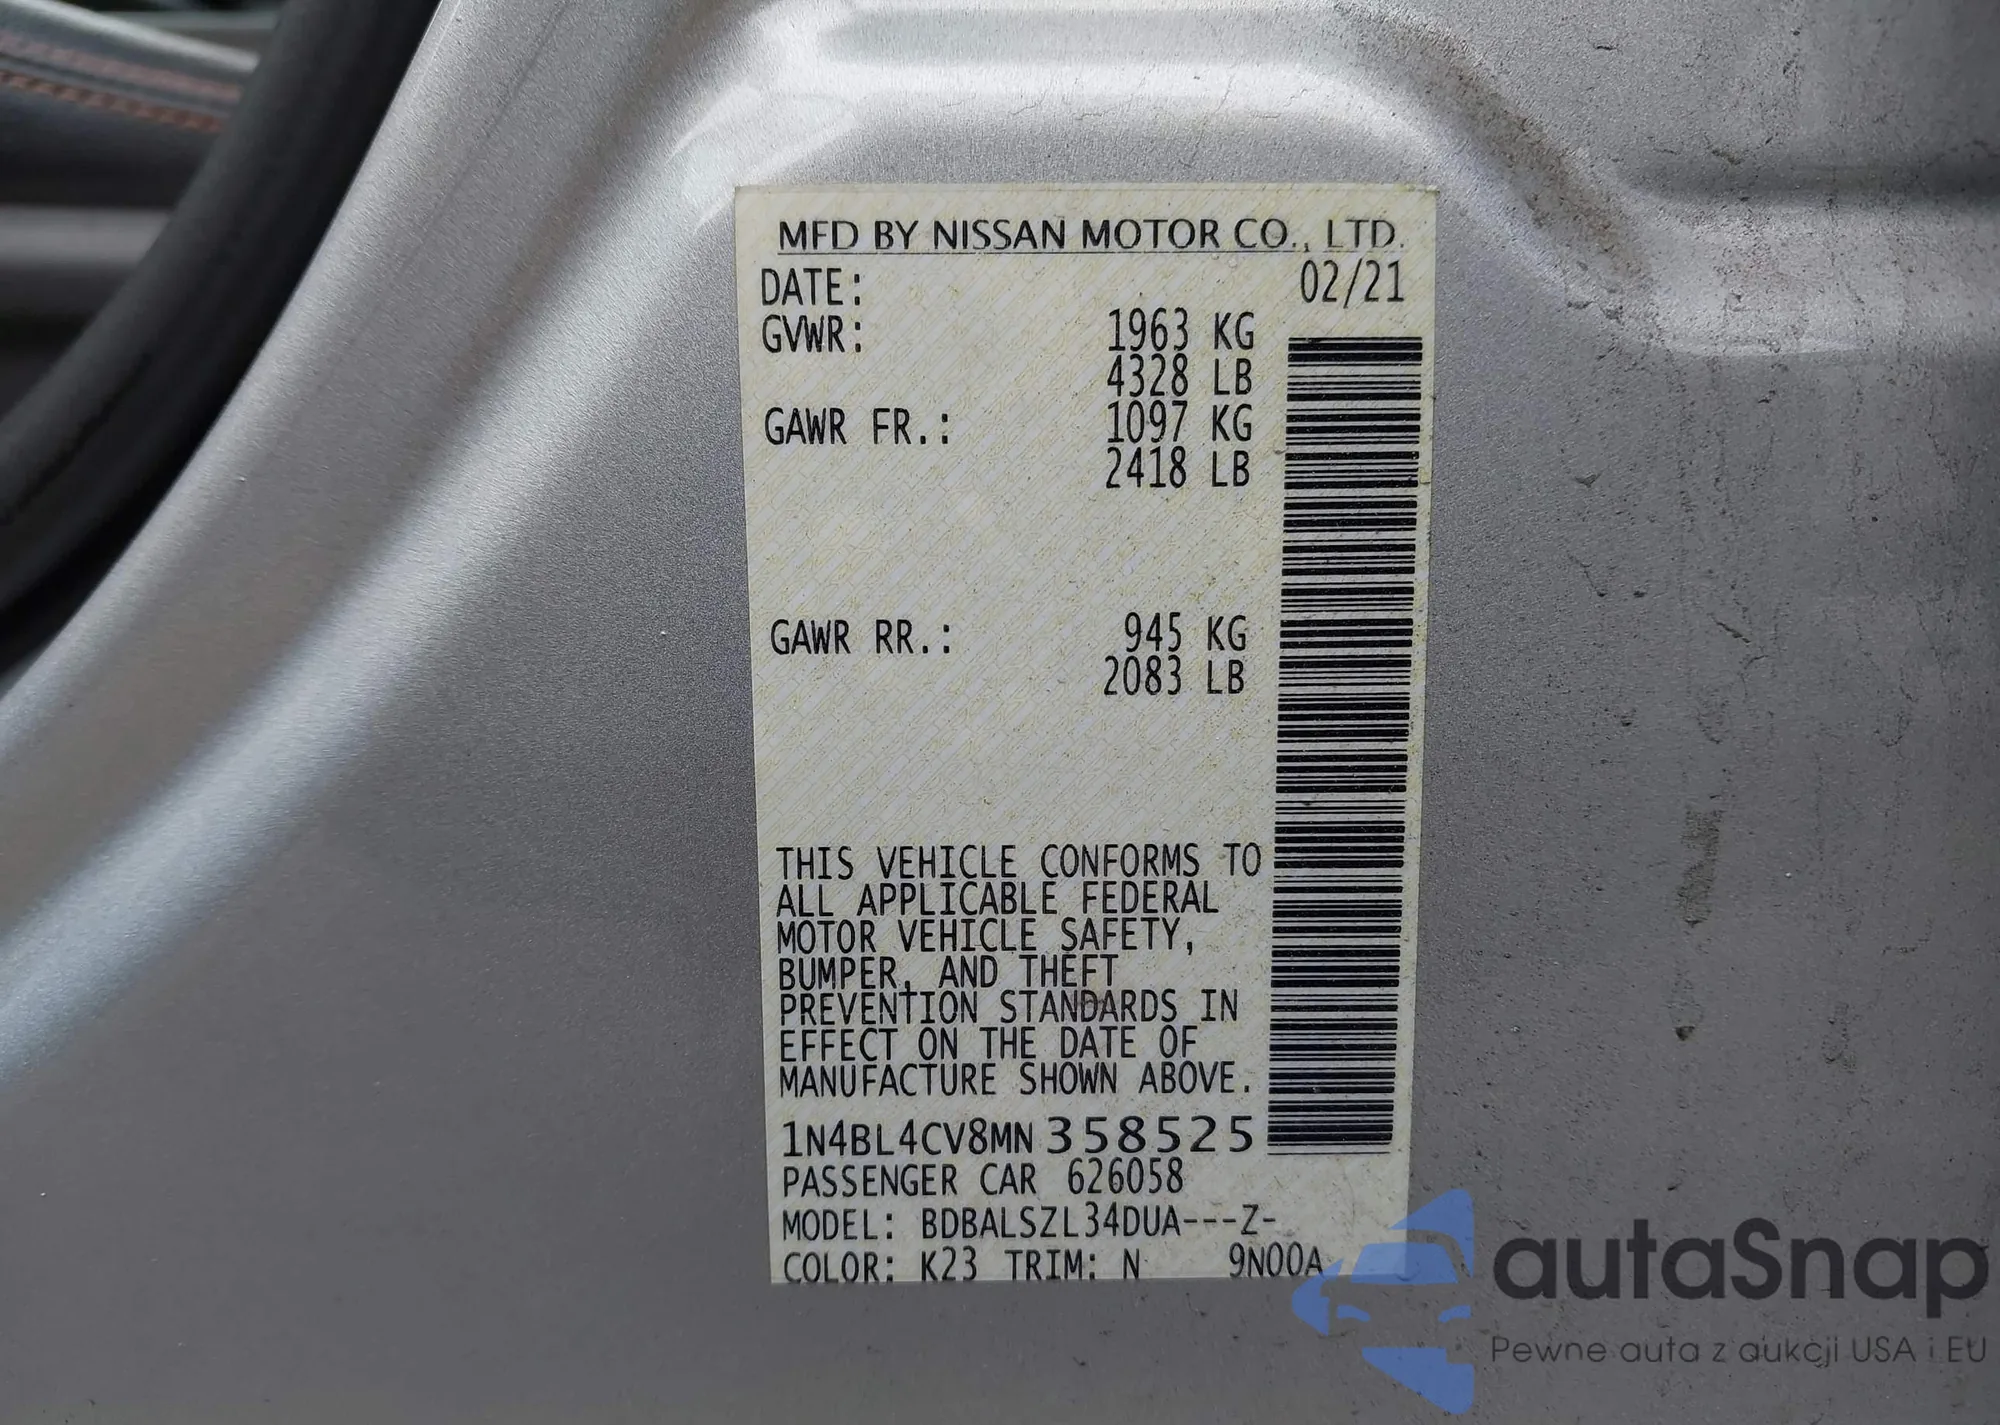 MFD BY NISSAN MOTOR CO., LTD.
DATE: 02/21
GVWR: 1963 KG
4328 LB
GAWR FR.: 1097 KG
2418 LB
GAWR RR.: 945 KG
2083 LB
THIS VEHICLE CONFORMS TO
ALL APPLICABLE FEDERAL
MOTOR VEHICLE SAFETY,
BUMPER, AND THEFT
PREVENTION STANDARDS IN
EFFECT ON THE DATE OF
MANUFACTURE SHOWN ABOVE.
1N4BL4CV8MN358525
PASSENGER CAR 626058
MODEL: BDBALSZL34DUA---Z-
COLOR: K23 TRIM: N 9N00A
autaSnap
Pewne auta z aukcji USA i EU